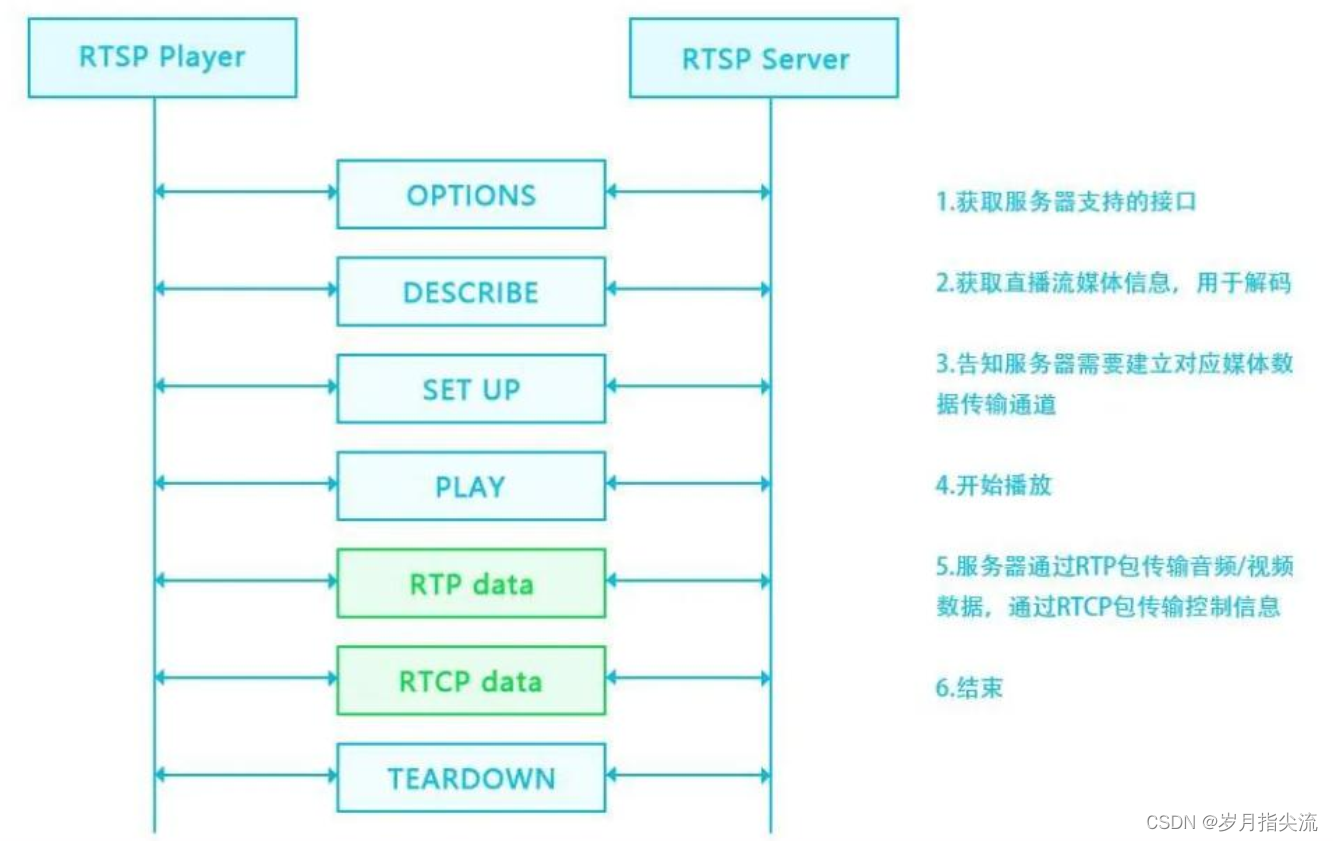 RTSP Player
RTSP Server
OPTIONS
1.获取服务器支持的接口
DESCRIBE
2.获取直播流媒体信息，用于解码
SET UP
3.告知服务器需要建立对应媒体数
据传输通道
PLAY
4.开始播放
RTP data
5.服务器通过RTP包传输音频/视频
数据，通过RTCP包传输控制信息
RTCP data
6.结束
TEARDOWN
CSDN @岁月指尖流